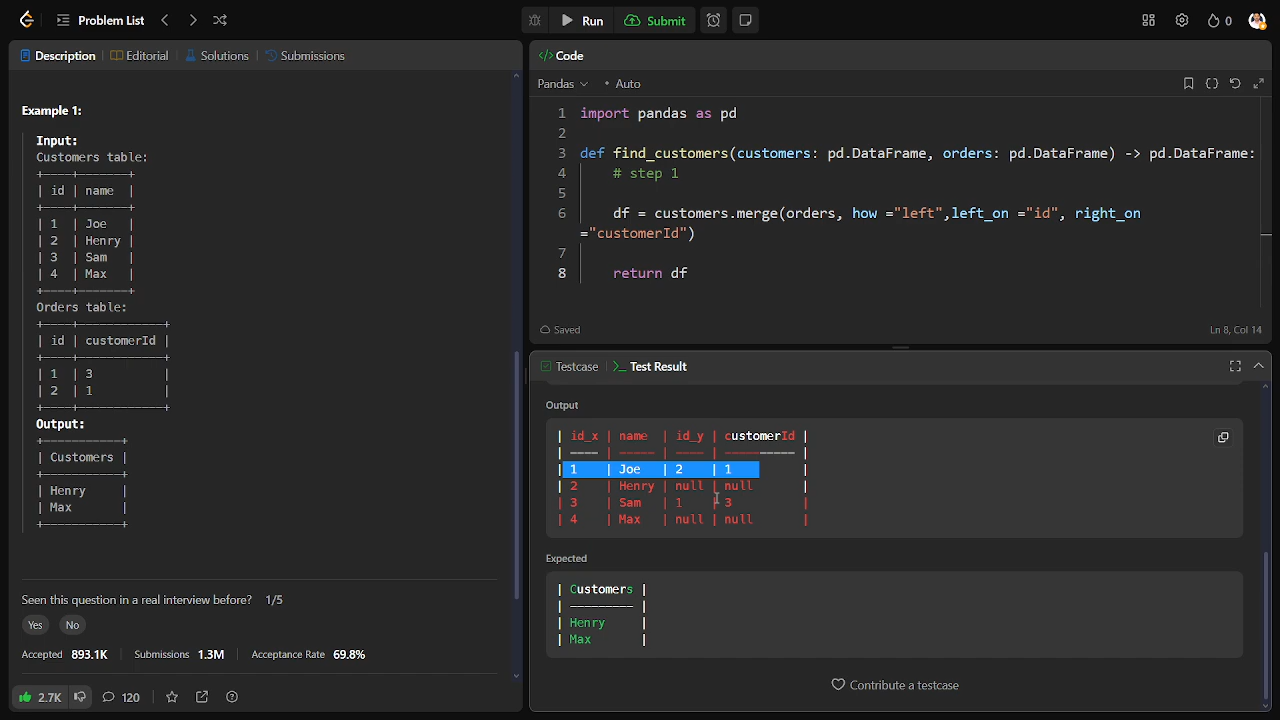 Problem List
Run
Submit
0
Description
Editorial
Solutions
Submissions
Example 1:
Input:
Customers table:
+----+-------+
| id | name |
+----+-------+
| 1 | Joe |
| 2 | Henry |
| 3 | Sam |
| 4 | Max |
+----+-------+
Orders table:
+----+------------+
| id | customerId |
+----+------------+
| 1 | 3 |
| 2 | 1 |
+----+------------+
Output:
+-----------+
| Customers |
+-----------+
| Henry |
| Max |
+-----------+
Seen this question in a real interview before? 1/5
Yes No
Accepted 893.1K | Submissions 1.3M | Acceptance Rate 69.8%
2.7K 120
</> Code
Pandas • Auto
1 import pandas as pd
2
3 def find_customers(customers: pd.DataFrame, orders: pd.DataFrame) -> pd.DataFrame:
4 # step 1
5
6 df = customers.merge(orders, how ="left",left_on ="id", right_on
="customerId")
7
8 return df
Saved
Ln 8, Col 14
Testcase
>_ Test Result
Output
| id_x | name | id_y | customerId |
| ---- | ----- | ---- | ---------- |
| 1 | Joe | 2 | 1 |
| 2 | Henry | null | null |
| 3 | Sam | 1 | 3 |
| 4 | Max | null | null |
Expected
| Customers |
| --------- |
| Henry |
| Max |
Contribute a testcase